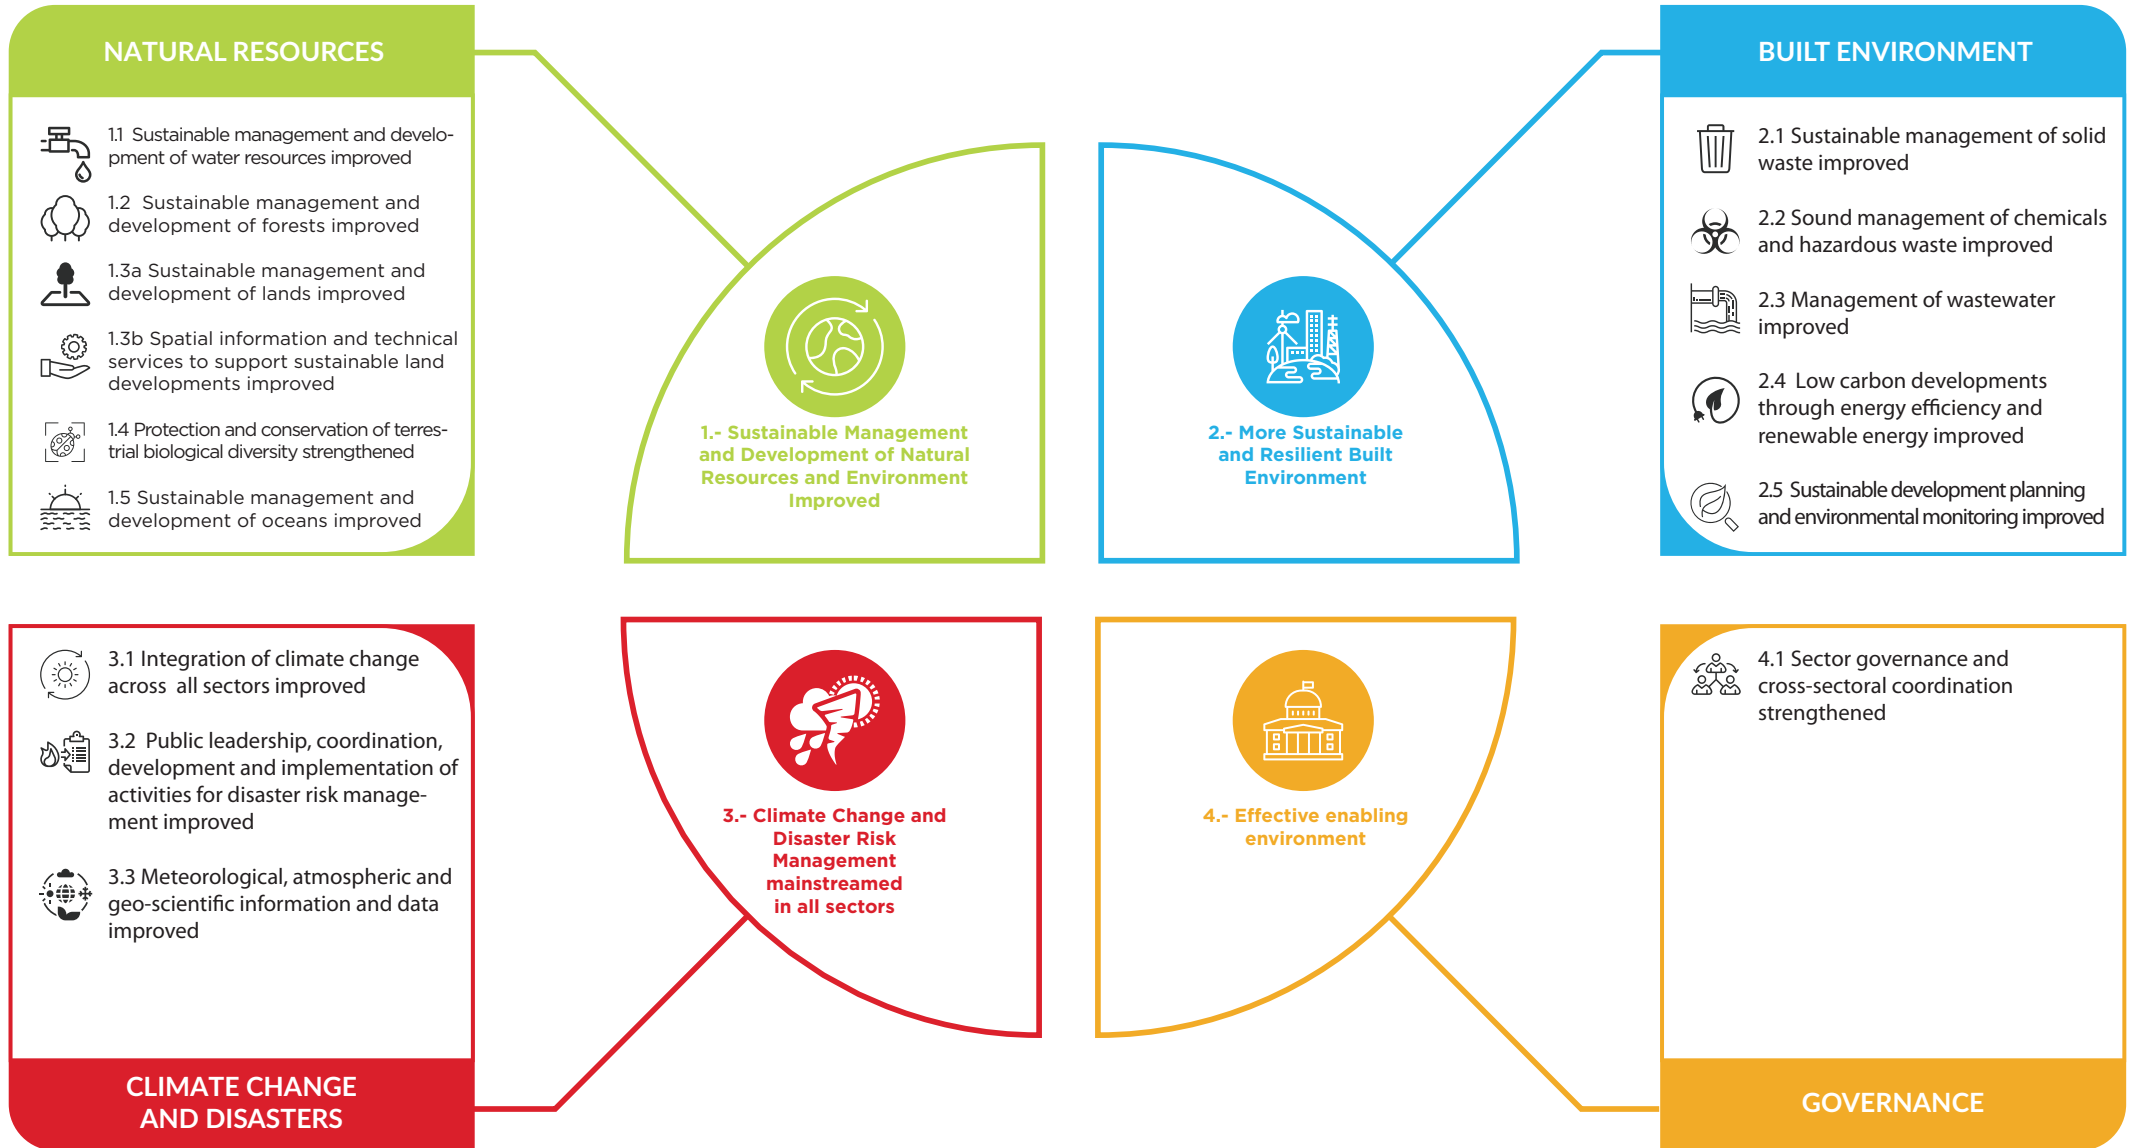 NATURAL RESOURCES
1.1 Sustainable management and develo-
pment of water resources improved
1.2 Sustainable management and
development of forests improved
1.3a Sustainable management and
development of lands improved
1.3b Spatial information and technical
services to support sustainable land
developments improved
1.4 Protection and conservation of terres-
trial biological diversity strengthened
1.5 Sustainable management and
development of oceans improved
1.- Sustainable Management
and Development of Natural
Resources and Environment
Improved
2.- More Sustainable
and Resilient Built
Environment
BUILT ENVIRONMENT
2.1 Sustainable management of solid
waste improved
2.2 Sound management of chemicals
and hazardous waste improved
2.3 Management of wastewater
improved
2.4 Low carbon developments
through energy efficiency and
renewable energy improved
2.5 Sustainable development planning
and environmental monitoring improved
3.1 Integration of climate change
across all sectors improved
3.2 Public leadership, coordination,
development and implementation of
activities for disaster risk manage-
ment improved
3.3 Meteorological, atmospheric and
geo-scientific information and data
improved
CLIMATE CHANGE
AND DISASTERS
3.- Climate Change and
Disaster Risk
Management
mainstreamed
in all sectors
4.- Effective enabling
environment
4.1 Sector governance and
cross-sectoral coordination
strengthened
GOVERNANCE